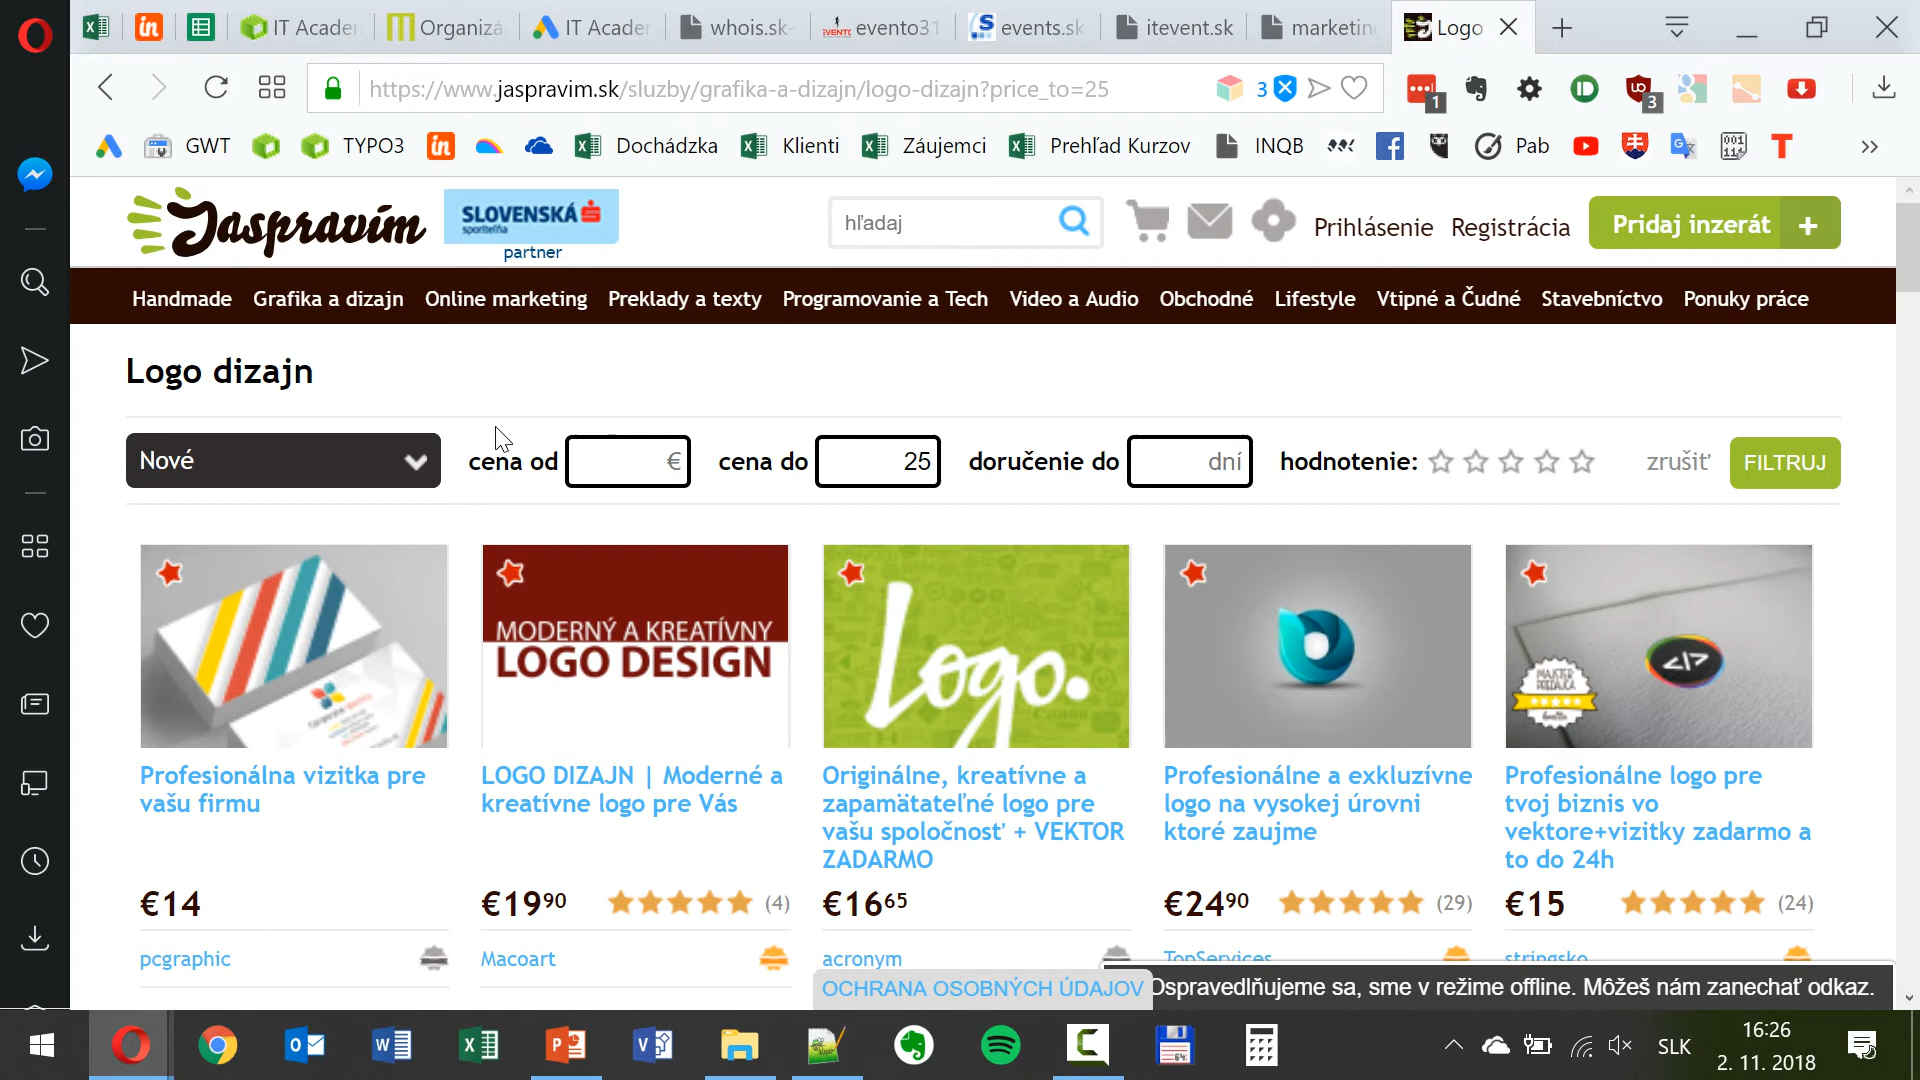 IT Acade
Organizá
IT Acade
whois.sk-
evento31
events.sk
itevent.sk
marketin
Logo
https://www.jaspravim.sk/sluzby/grafika-a-dizajn/logo-dizajn?price_to=25
3
1
3
GWT
TYPO3
Dochádzka
Klienti
Záujemci
Prehľad Kurzov
INQB
Pab
Jaspravím
SLOVENSKÁ
sporiteľňa
partner
hľadaj
Prihlásenie
Registrácia
Pridaj inzerát +
Handmade
Grafika a dizajn
Online marketing
Preklady a texty
Programovanie a Tech
Video a Audio
Obchodné
Lifestyle
Vtipné a Čudné
Stavebníctvo
Ponuky práce
Logo dizajn
Nové
cena od €
cena do 25
doručenie do dní
hodnotenie:
zrušiť
FILTRUJ
MODERNÝ A KREATÍVNY
LOGO DESIGN
Logo.
</>
MAJSTER
PREDAJCA
Profesionálna vizitka pre
vašu firmu
€14
pcgraphic
LOGO DIZAJN | Moderné a
kreatívne logo pre Vás
€19 90 (4)
Macoart
Originálne, kreatívne a
zapamätateľné logo pre
vašu spoločnosť + VEKTOR
ZADARMO
€16 65
acronym
Profesionálne a exkluzívne
logo na vysokej úrovni
ktoré zaujme
€24 90 (29)
TopServices
Profesionálne logo pre
tvoj biznis vo
vektore+vizitky zadarmo a
to do 24h
€15 (24)
stringsko
OCHRANA OSOBNÝCH ÚDAJOV
Ospravedlňujeme sa, sme v režime offline. Môžeš nám zanechať odkaz.
SLK
16:26
2. 11. 2018